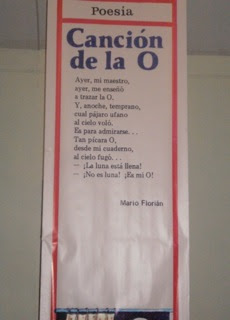 Poesia
Canción
de la O
Ayer, mi maestro,
ayer, me enseñó
a trazar la O.
Y, anoche, temprano,
cual pájaro ufano
al cielo voló.
Es para admirarse. . .
Tan pícara O,
desde mi cuaderno,
al cielo fugó. . .
— ¡La luna está llena!
— ¡No es luna! ¡Es mi O!
Mario Florián